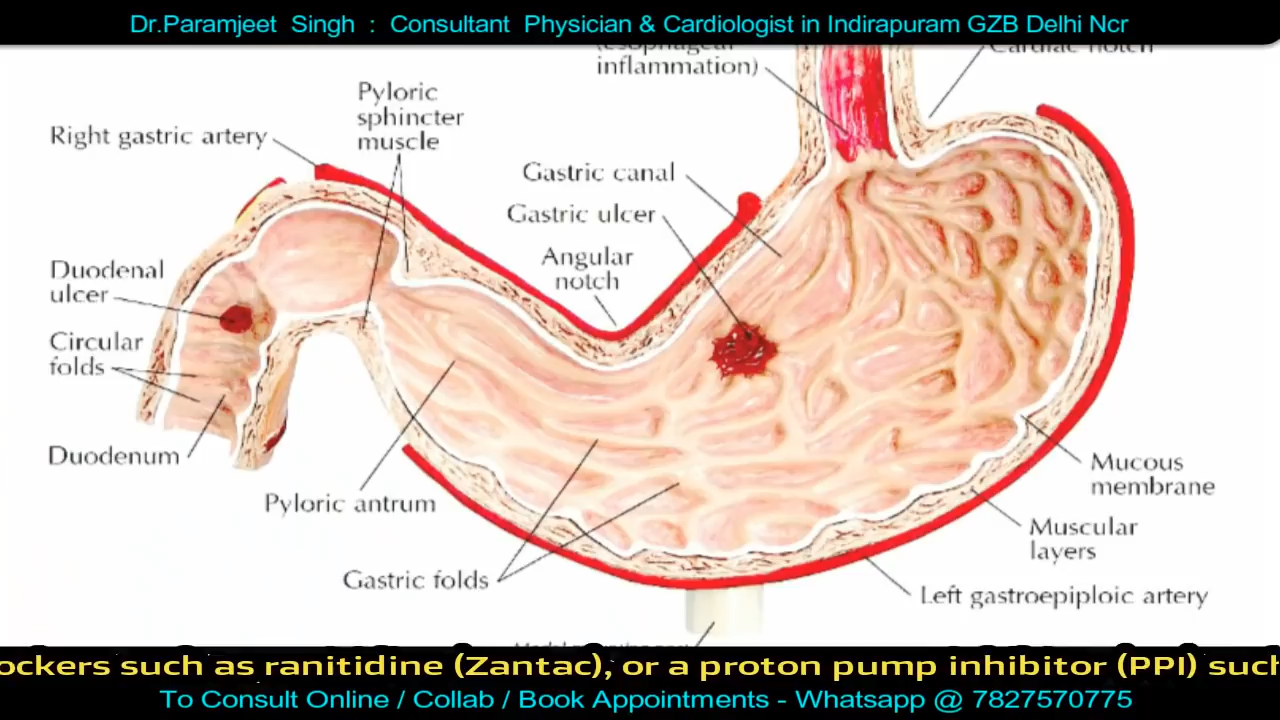 Dr.Paramjeet Singh : Consultant Physician & Cardiologist in Indirapuram GZB Delhi Ncr
(esophageal
inflammation)
Cardiac notch
Pyloric
sphincter
muscle
Right gastric artery
Gastric canal
Gastric ulcer
Angular
notch
Duodenal
ulcer
Circular
folds
Duodenum
Pyloric antrum
Mucous
membrane
Muscular
layers
Gastric folds
Left gastroepiploic artery
ockers such as ranitidine (Zantac), or a proton pump inhibitor (PPI) such
To Consult Online / Collab / Book Appointments - Whatsapp @ 7827570775